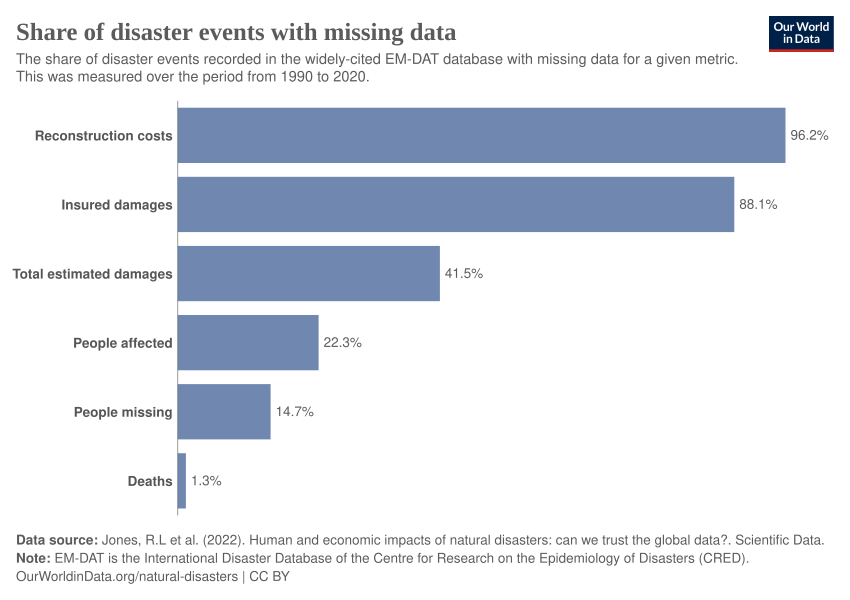 Share of disaster events with missing data
Our World
in Data
The share of disaster events recorded in the widely-cited EM-DAT database with missing data for a given metric.
This was measured over the period from 1990 to 2020.
Reconstruction costs 96.2%
Insured damages 88.1%
Total estimated damages 41.5%
People affected 22.3%
People missing 14.7%
Deaths 1.3%
Data source: Jones, R.L et al. (2022). Human and economic impacts of natural disasters: can we trust the global data?. Scientific Data.
Note: EM-DAT is the International Disaster Database of the Centre for Research on the Epidemiology of Disasters (CRED).
OurWorldinData.org/natural-disasters | CC BY